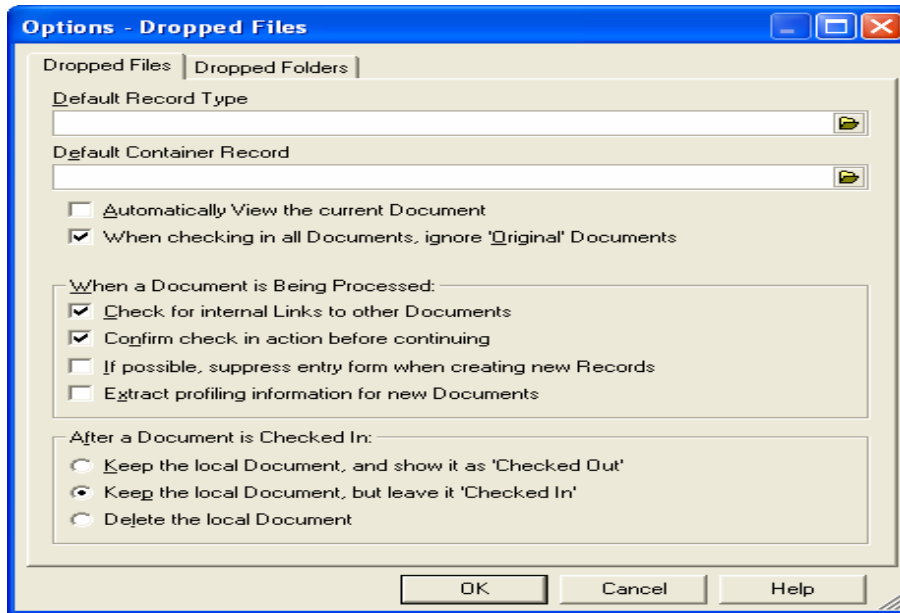 Options - Dropped Files
Dropped Files Dropped Folders
Default Record Type
Default Container Record
Automatically View the current Document
When checking in all Documents, ignore 'Original' Documents
When a Document is Being Processed:
Check for internal Links to other Documents
Confirm check in action before continuing
If possible, suppress entry form when creating new Records
Extract profiling information for new Documents
After a Document is Checked In:
Keep the local Document, and show it as 'Checked Out'
Keep the local Document, but leave it 'Checked In'
Delete the local Document
OK Cancel Help